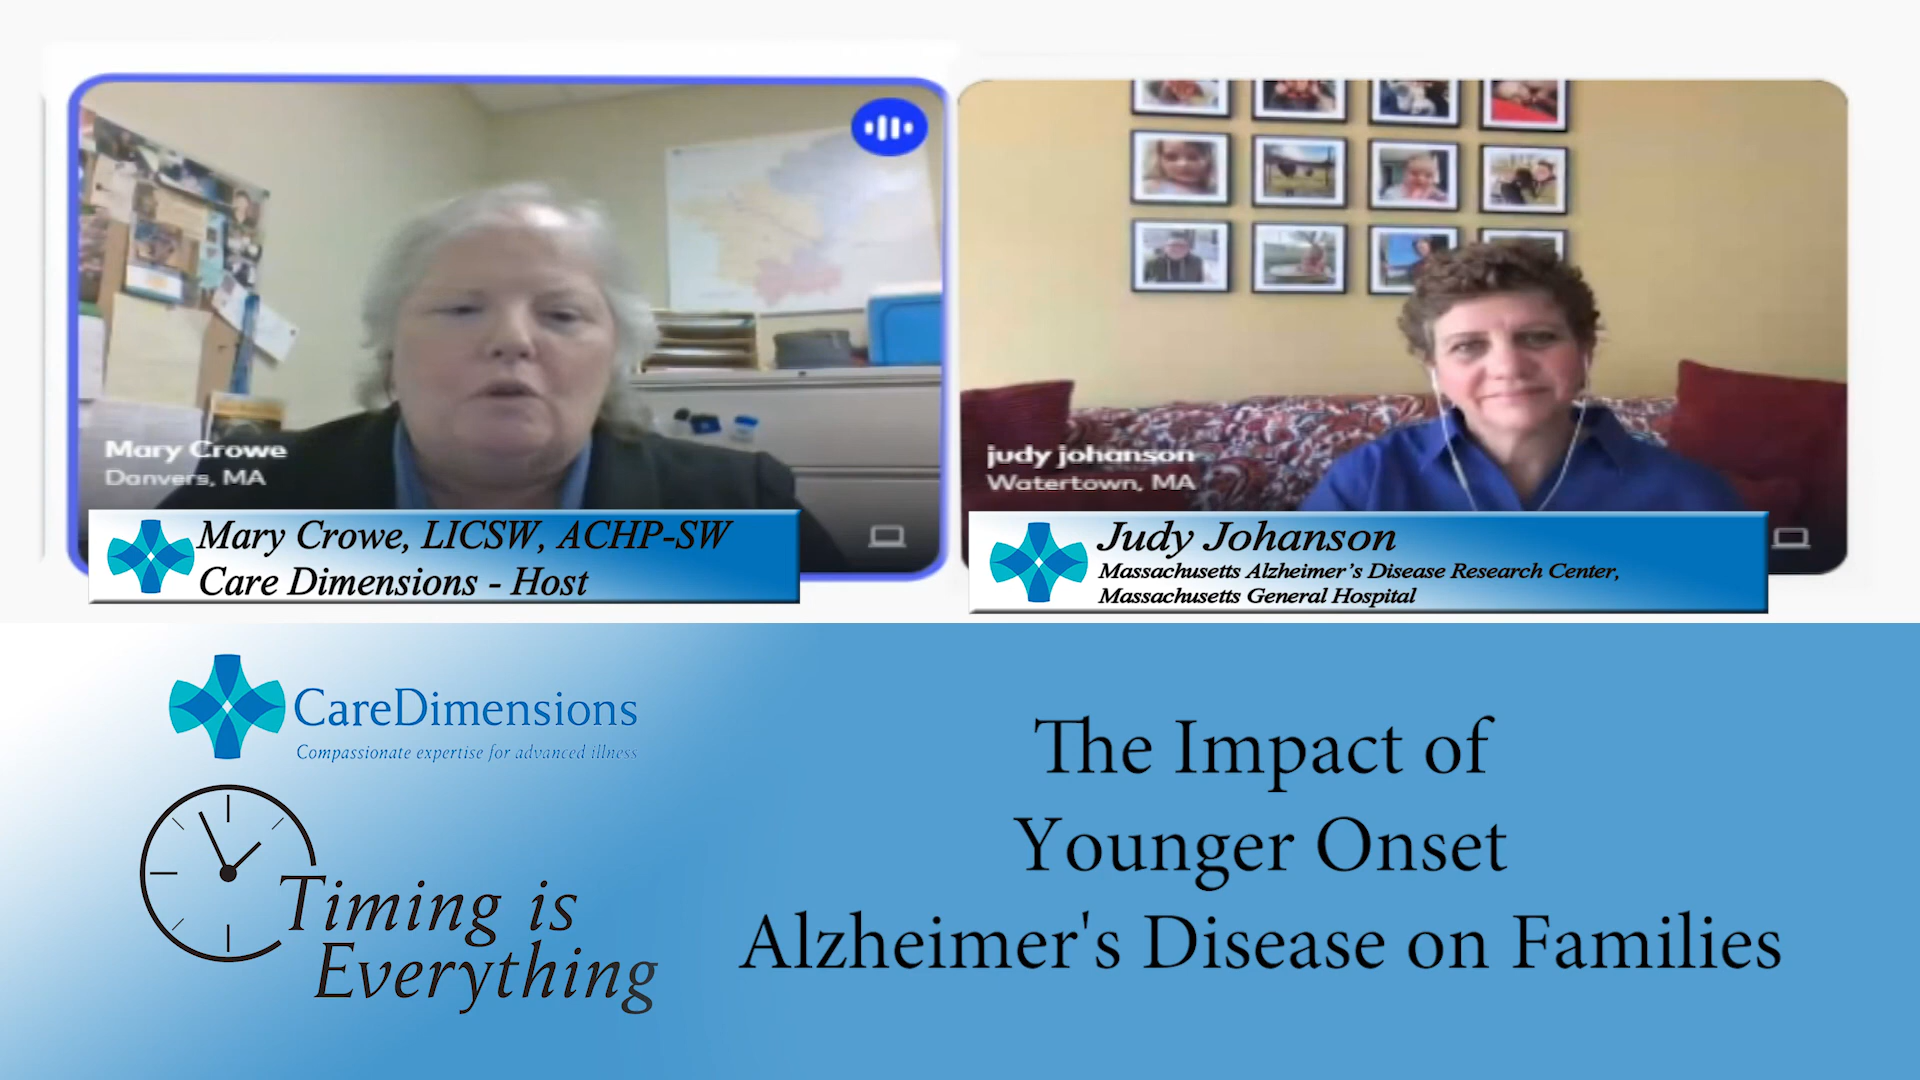 Mary Crowe
Danvers, MA
Mary Crowe, LICSW, ACHP-SW
Care Dimensions - Host
judy johanson
Watertown, MA
Judy Johanson
Massachusetts Alzheimer's Disease Research Center,
Massachusetts General Hospital
CareDimensions
Compassionate expertise for advanced illness
Timing is
Everything
The Impact of
Younger Onset
Alzheimer's Disease on Families